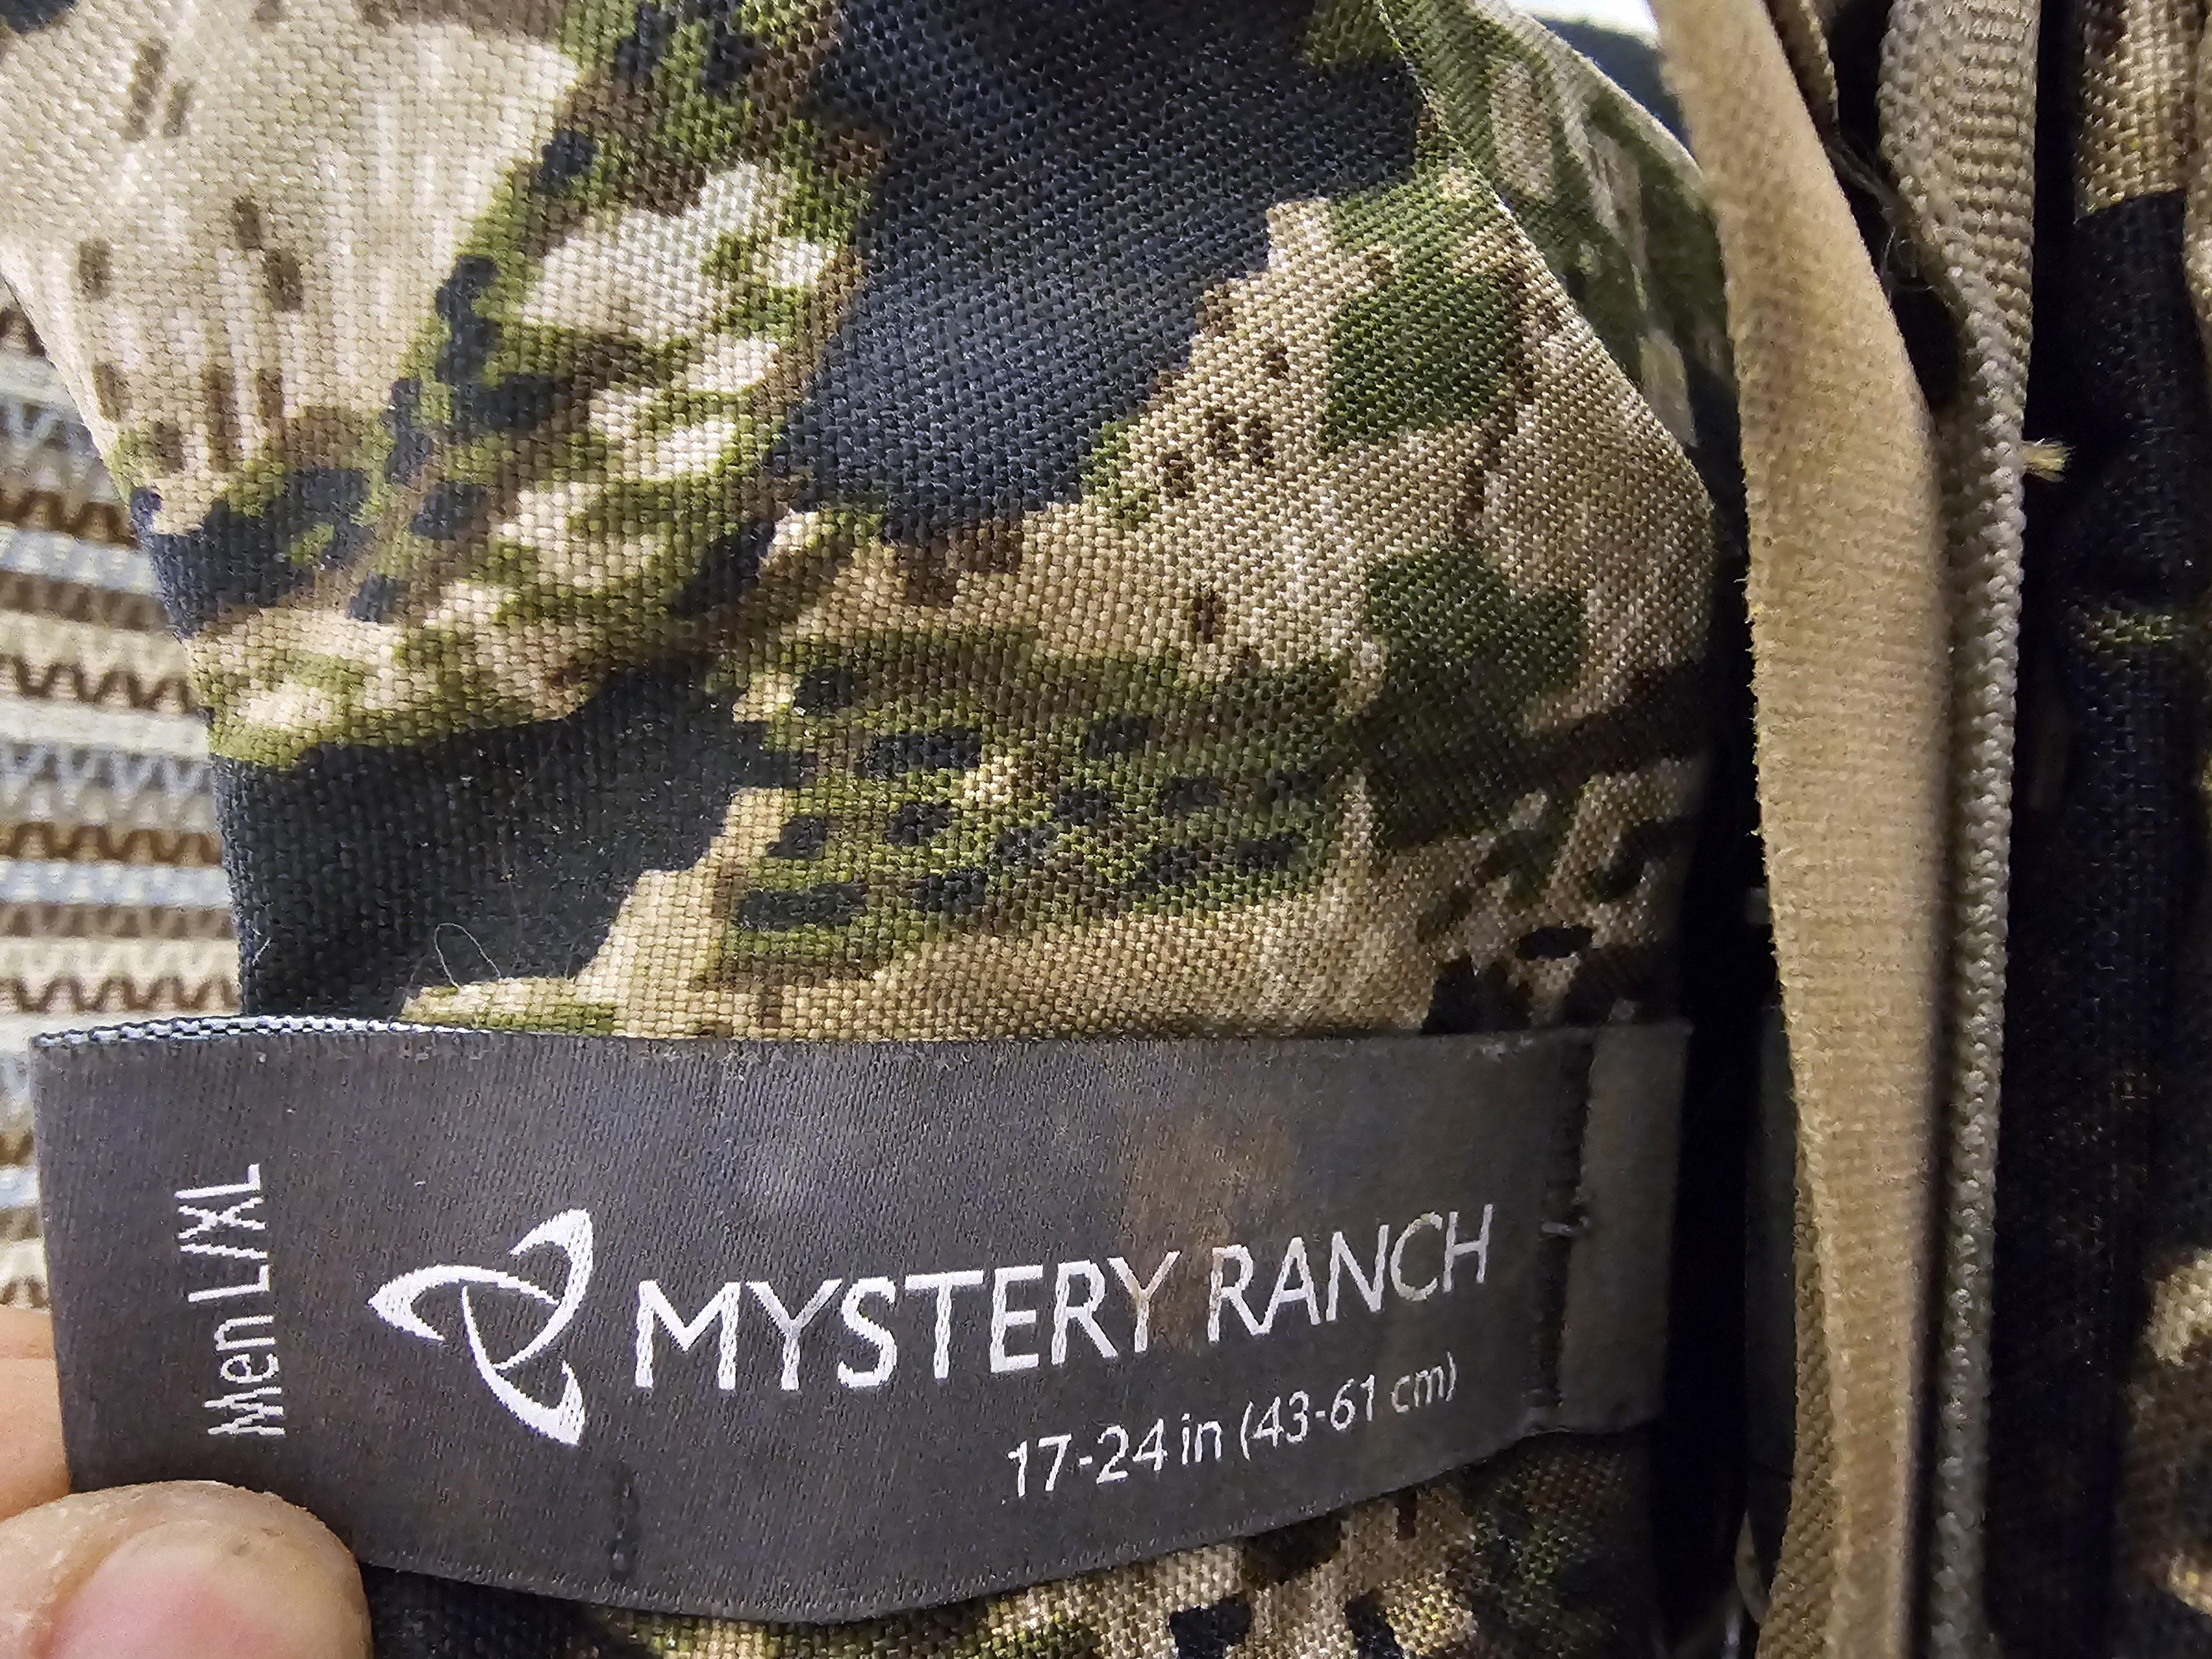 Men L/XL
MYSTERY RANCH
17-24 in (43-61 cm)